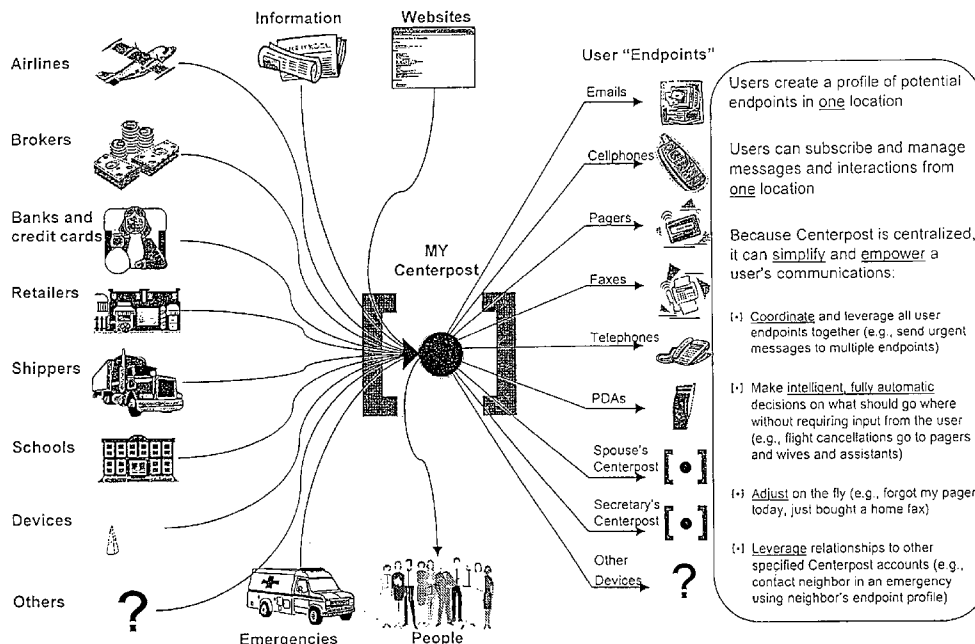 Information
Websites
Airlines
Brokers
Banks and
credit cards
Retailers
Shippers
Schools
Devices
Others
?
Emergencies
People
MY
Centerpost
User "Endpoints"
Emails
Cellphones
Pagers
Faxes
Telephones
PDAs
Spouse's
Centerpost
Secretary's
Centerpost
Other
Devices
?
Users create a profile of potential
endpoints in one location
Users can subscribe and manage
messages and interactions from
one location
Because Centerpost is centralized,
it can simplify and empower a
user's communications:
[•] Coordinate and leverage all user
endpoints together (e.g., send urgent
messages to multiple endpoints)
[•] Make intelligent, fully automatic
decisions on what should go where
without requiring input from the user
(e.g., flight cancellations go to pagers
and wives and assistants)
[•] Adjust on the fly (e.g., forgot my pager
today, just bought a home fax)
[•] Leverage relationships to other
specified Centerpost accounts (e.g.,
contact neighbor in an emergency
using neighbor's endpoint profile)